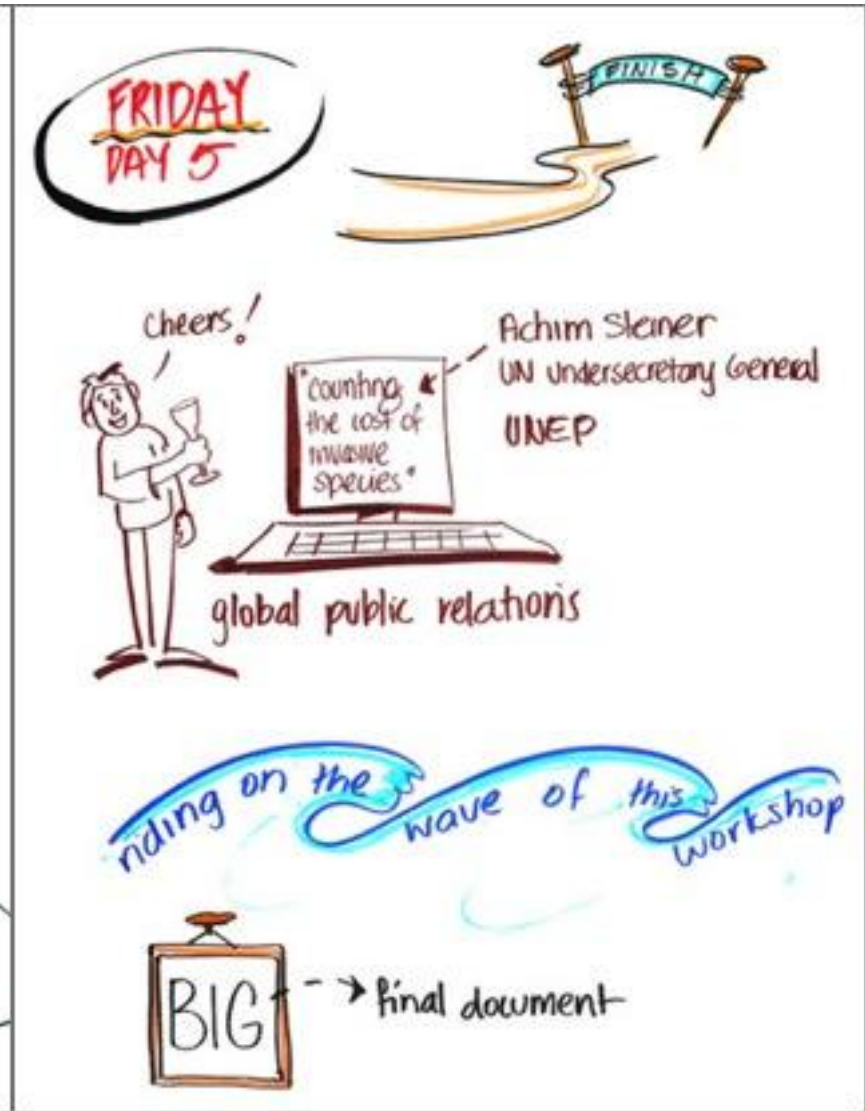 FRIDAY
DAY 5
FINISH
Cheers!
"counting
the cost of
invasive
species"
Achim Steiner
UN Undersecretary General
UNEP
global public relations
riding on the wave of this workshop
BIG
final document